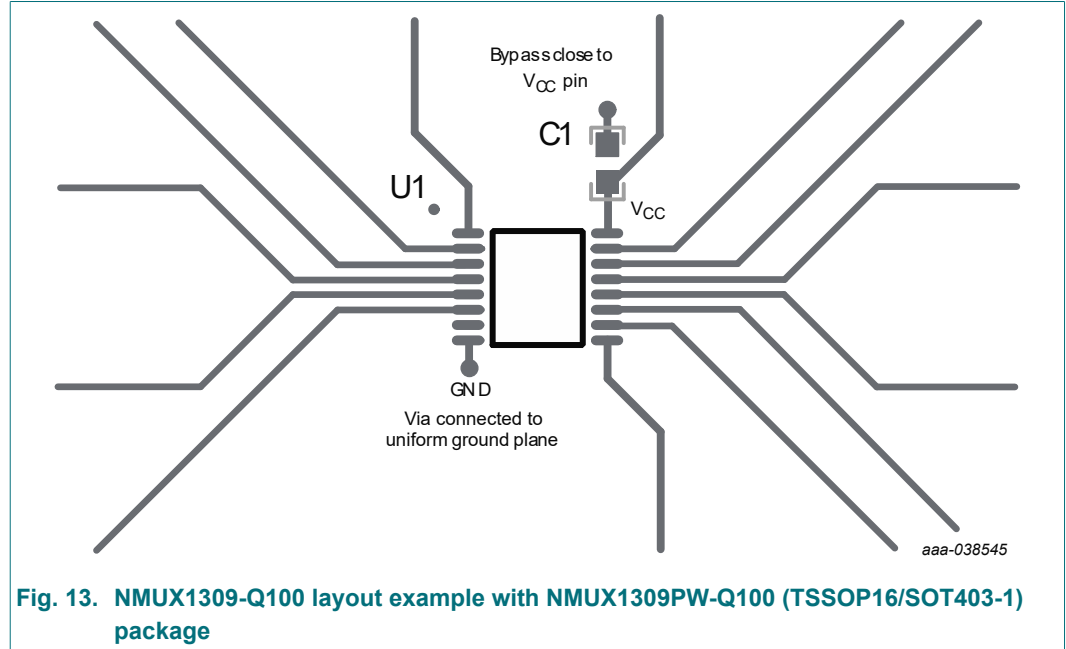 Bypass close to
VCC pin
C1
U1
VCC
GND
Via connected to
uniform ground plane
aaa-038545
Fig. 13. NMUX1309-Q100 layout example with NMUX1309PW-Q100 (TSSOP16/SOT403-1)
package